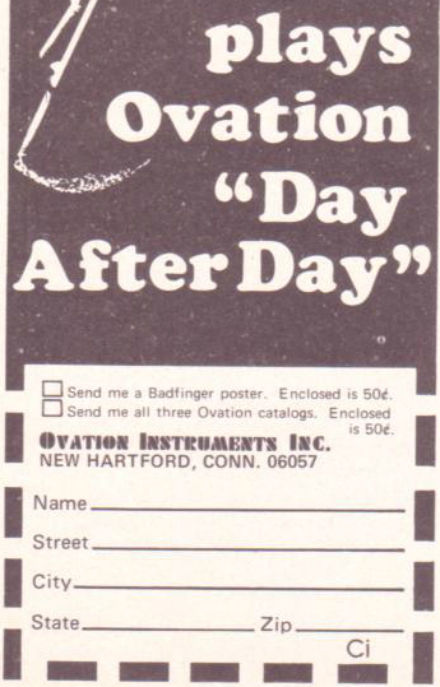 plays
Ovation
“Day
After Day”
Send me a Badfinger poster. Enclosed is 50¢.
Send me all three Ovation catalogs. Enclosed
is 50¢.
OVATION INSTRUMENTS INC.
NEW HARTFORD, CONN. 06057
Name
Street
City
State Zip
Ci